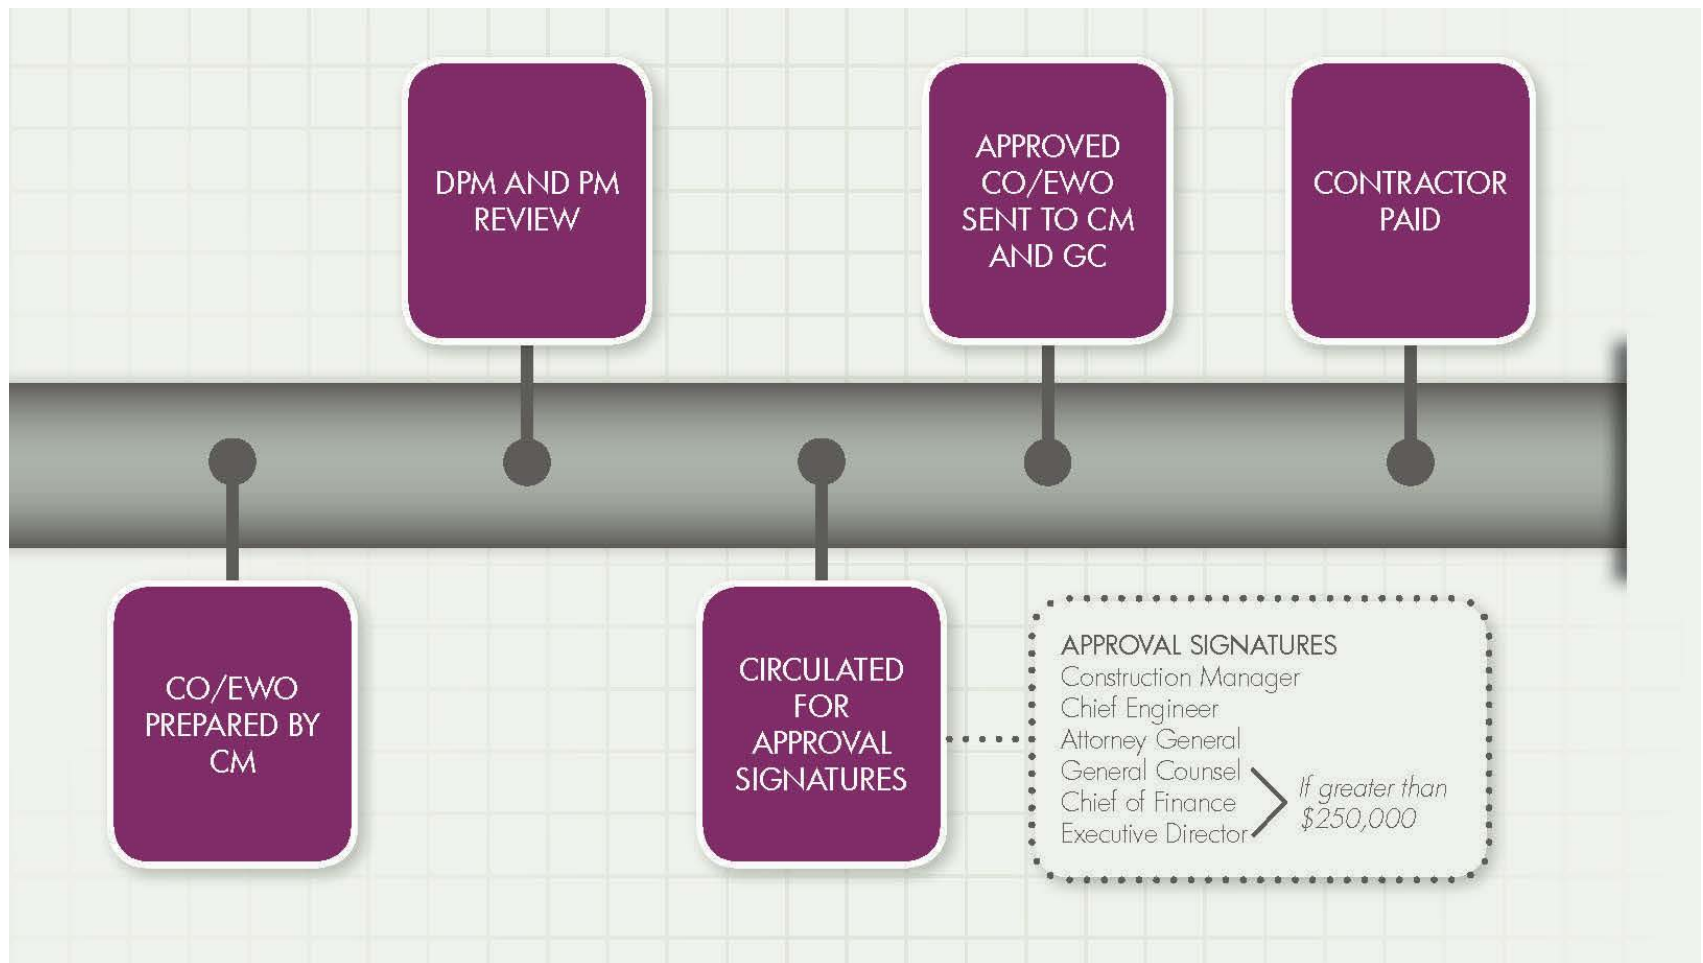 CO/EWO
PREPARED BY
CM
DPM AND PM
REVIEW
CIRCULATED
FOR
APPROVAL
SIGNATURES
APPROVED
CO/EWO
SENT TO CM
AND GC
CONTRACTOR
PAID
APPROVAL SIGNATURES
Construction Manager
Chief Engineer
Attorney General
General Counsel
Chief of Finance
Executive Director
If greater than
$250,000